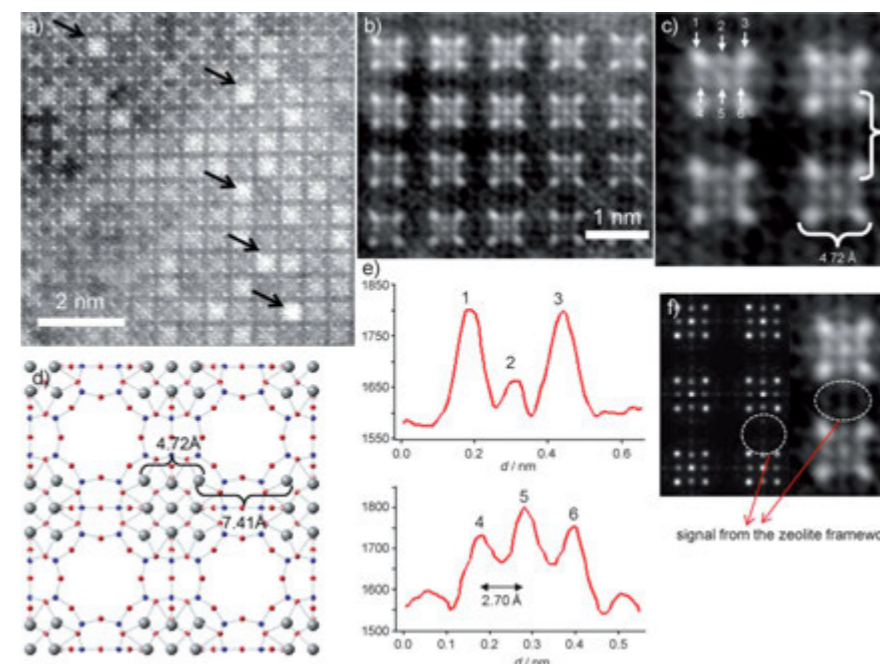 a)
2 nm
b)
1 nm
c)
1 2 3
4 5 6
4.72 Å
d)
4.72Å
7.41Å
e)
1850
1750
1650
1550
1 2 3
0.0 0.2 0.4 0.6
d / nm
1800
1700
1600
1500
4 5 6
2.70 Å
0.0 0.1 0.2 0.3 0.4 0.5
d / nm
f)
signal from the zeolite framewo